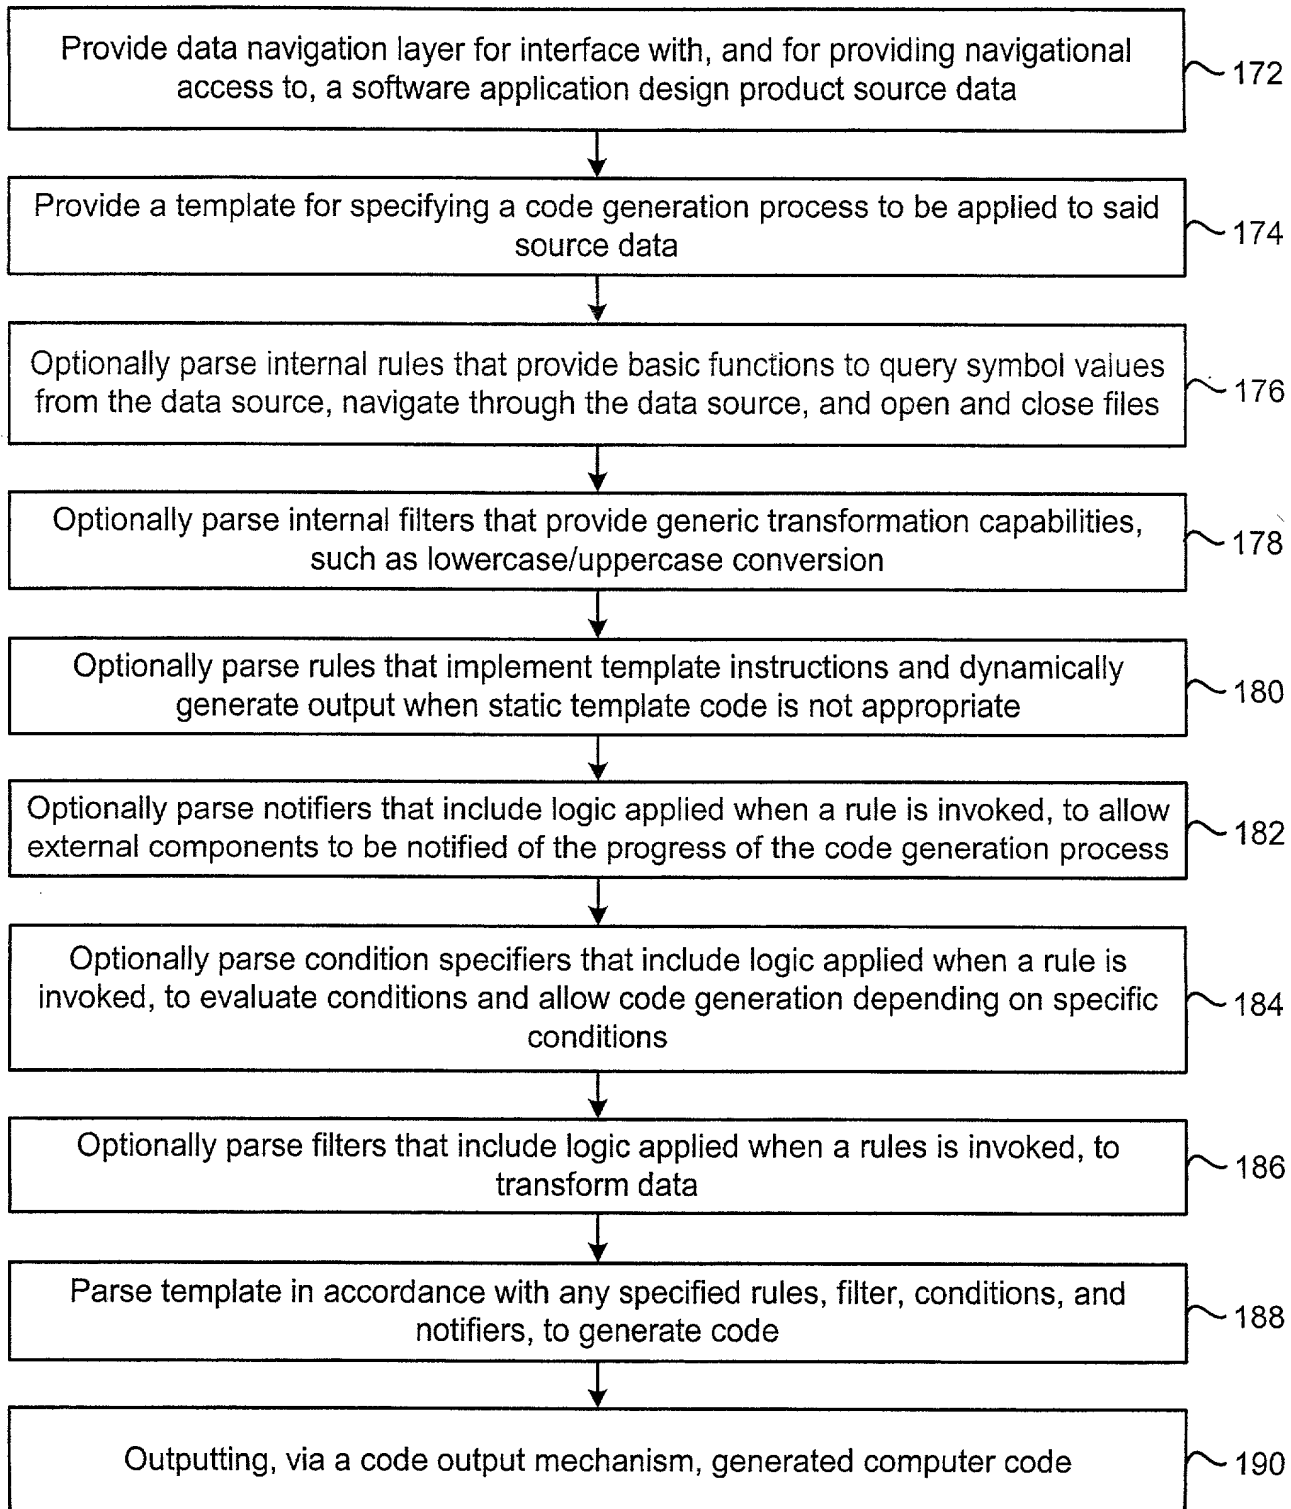 Provide data navigation layer for interface with, and for providing navigational
access to, a software application design product source data
172
Provide a template for specifying a code generation process to be applied to said
source data
174
Optionally parse internal rules that provide basic functions to query symbol values
from the data source, navigate through the data source, and open and close files
176
Optionally parse internal filters that provide generic transformation capabilities,
such as lowercase/uppercase conversion
178
Optionally parse rules that implement template instructions and dynamically
generate output when static template code is not appropriate
180
Optionally parse notifiers that include logic applied when a rule is invoked, to allow
external components to be notified of the progress of the code generation process
182
Optionally parse condition specifiers that include logic applied when a rule is
invoked, to evaluate conditions and allow code generation depending on specific
conditions
184
Optionally parse filters that include logic applied when a rules is invoked, to
transform data
186
Parse template in accordance with any specified rules, filter, conditions, and
notifiers, to generate code
188
Outputting, via a code output mechanism, generated computer code
190